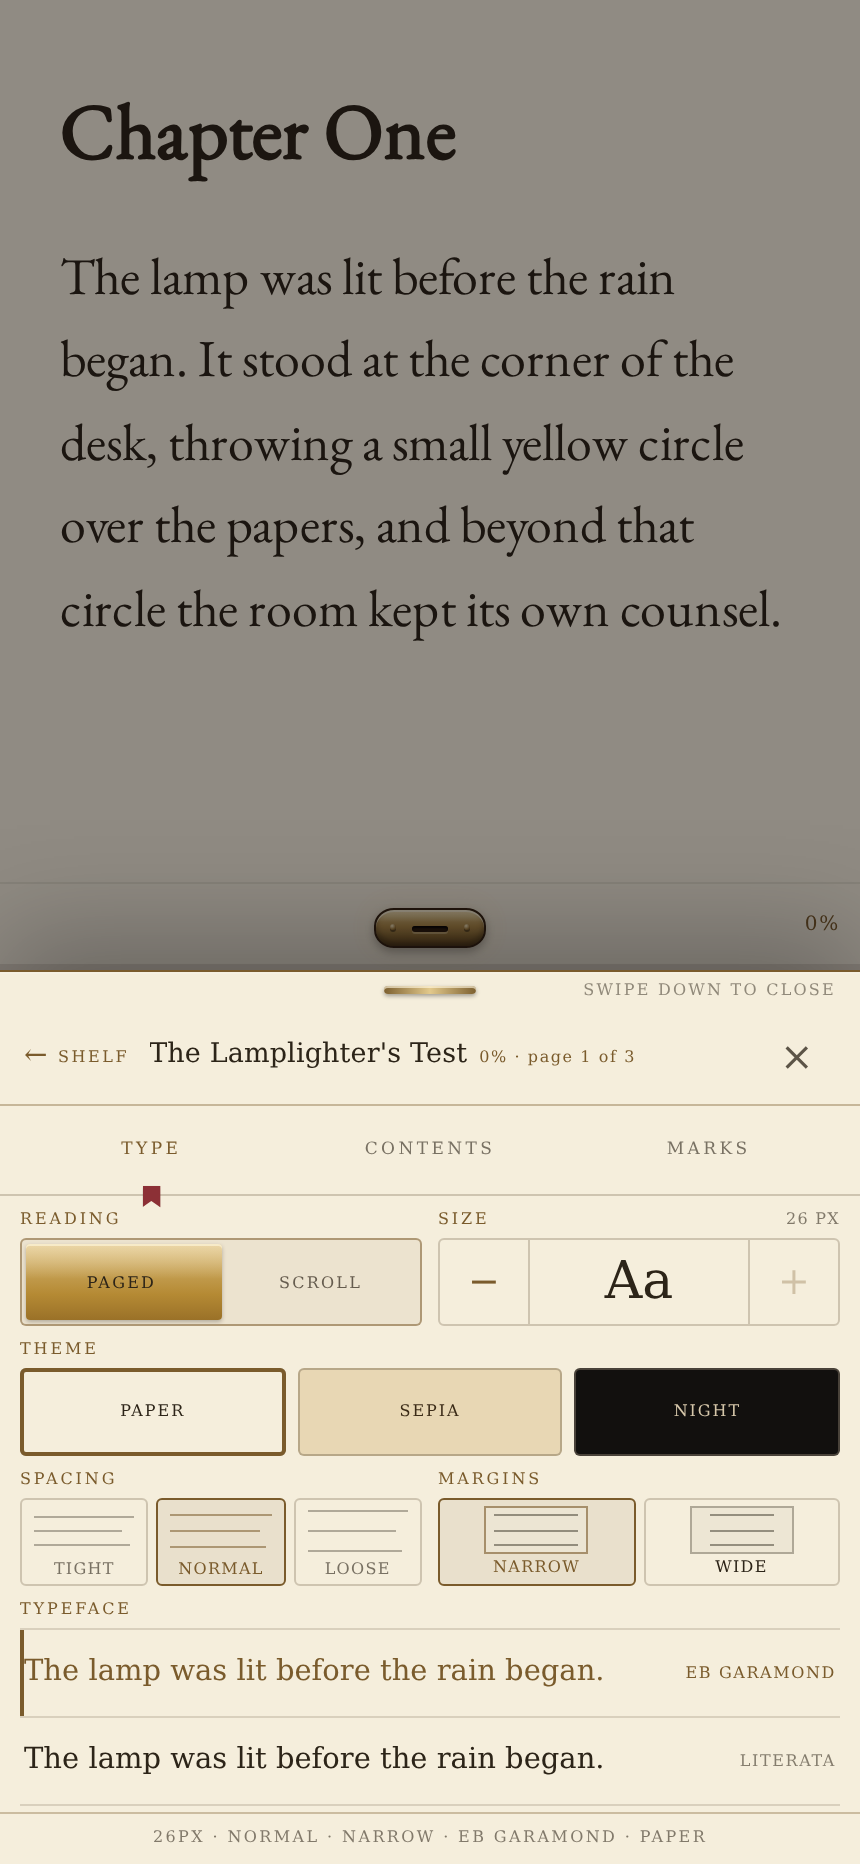 Chapter One
The lamp was lit before the rain
began. It stood at the corner of the
desk, throwing a small yellow circle
over the papers, and beyond that
circle the room kept its own counsel.
0%
SWIPE DOWN TO CLOSE
← SHELF The Lamplighter's Test 0% · page 1 of 3 ×
TYPE CONTENTS MARKS
READING SIZE 26 PX
PAGED SCROLL − Aa +
THEME
PAPER SEPIA NIGHT
SPACING MARGINS
TIGHT NORMAL LOOSE NARROW WIDE
TYPEFACE
The lamp was lit before the rain began. EB GARAMOND
The lamp was lit before the rain began. LITERATA
26PX · NORMAL · NARROW · EB GARAMOND · PAPER